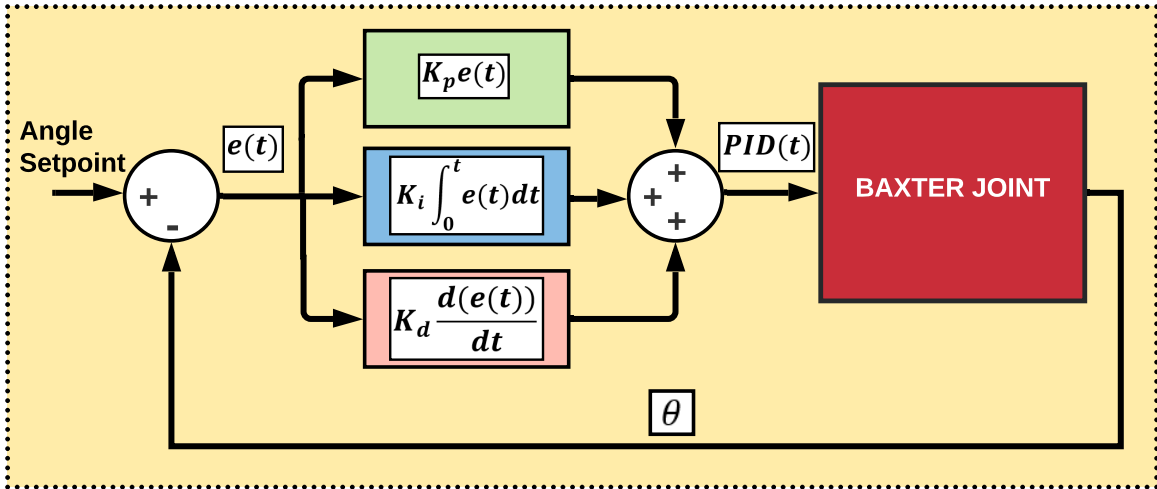 Angle
Setpoint
+
-
e(t)
K_p e(t)
K_i ∫_0^t e(t)dt
K_d d(e(t))/dt
+
+
+
PID(t)
BAXTER JOINT
θ